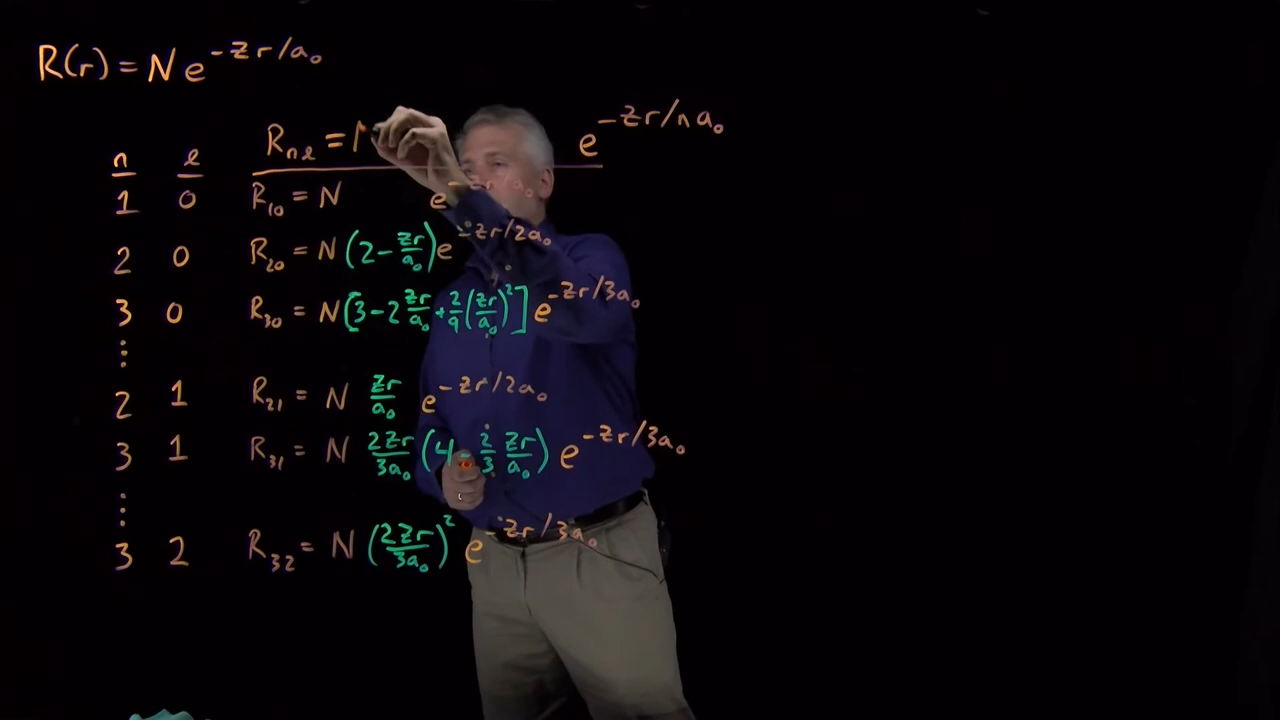 R(r) = N e^{-Zr/a₀}
R_{nℓ} = e^{-Zr/na₀}
n ℓ
1 0 R₁₀ = N e
2 0 R₂₀ = N (2 - Zr/a₀) e^{-Zr/2a₀}
3 0 R₃₀ = N [3 - 2 Zr/a₀ + 2/9 (Zr/a₀)²] e^{-Zr/3a₀}
⋮
2 1 R₂₁ = N Zr/a₀ e^{-Zr/2a₀}
3 1 R₃₁ = N 2Zr/3a₀ (4 - 2/3 Zr/a₀) e^{-Zr/3a₀}
⋮
3 2 R₃₂ = N (2Zr/3a₀)² e^{-Zr/3a₀}